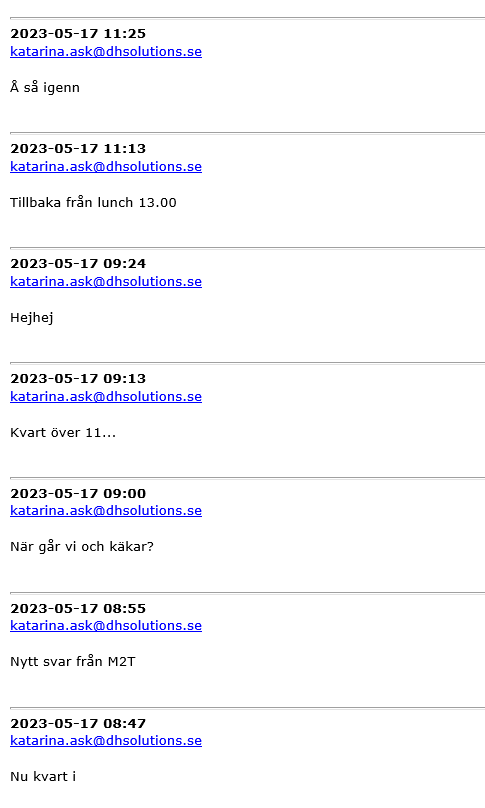 2023-05-17 11:25
katarina.ask@dhsolutions.se
Å så igenn
2023-05-17 11:13
katarina.ask@dhsolutions.se
Tillbaka från lunch 13.00
2023-05-17 09:24
katarina.ask@dhsolutions.se
Hejhej
2023-05-17 09:13
katarina.ask@dhsolutions.se
Kvart över 11...
2023-05-17 09:00
katarina.ask@dhsolutions.se
När går vi och käkar?
2023-05-17 08:55
katarina.ask@dhsolutions.se
Nytt svar från M2T
2023-05-17 08:47
katarina.ask@dhsolutions.se
Nu kvart i